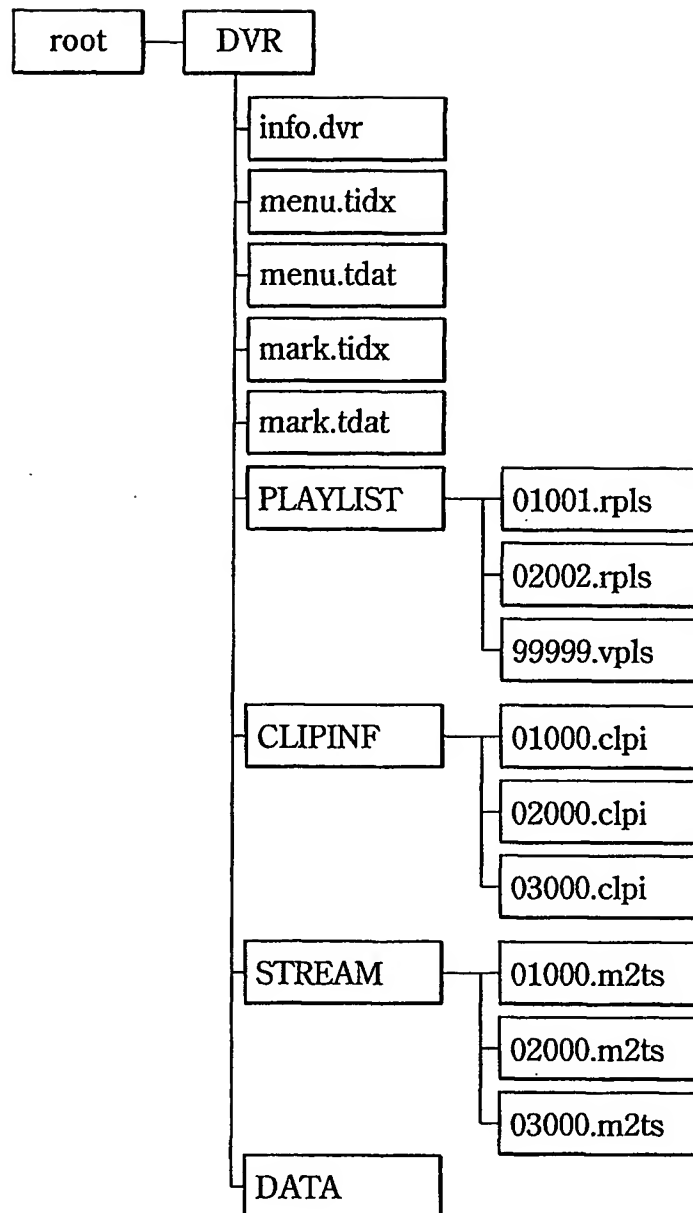 root DVR
info.dvr
menu.tidx
menu.tdat
mark.tidx
mark.tdat
PLAYLIST 01001.rpls
02002.rpls
99999.vpls
CLIPINF 01000.clpi
02000.clpi
03000.clpi
STREAM 01000.m2ts
02000.m2ts
03000.m2ts
DATA